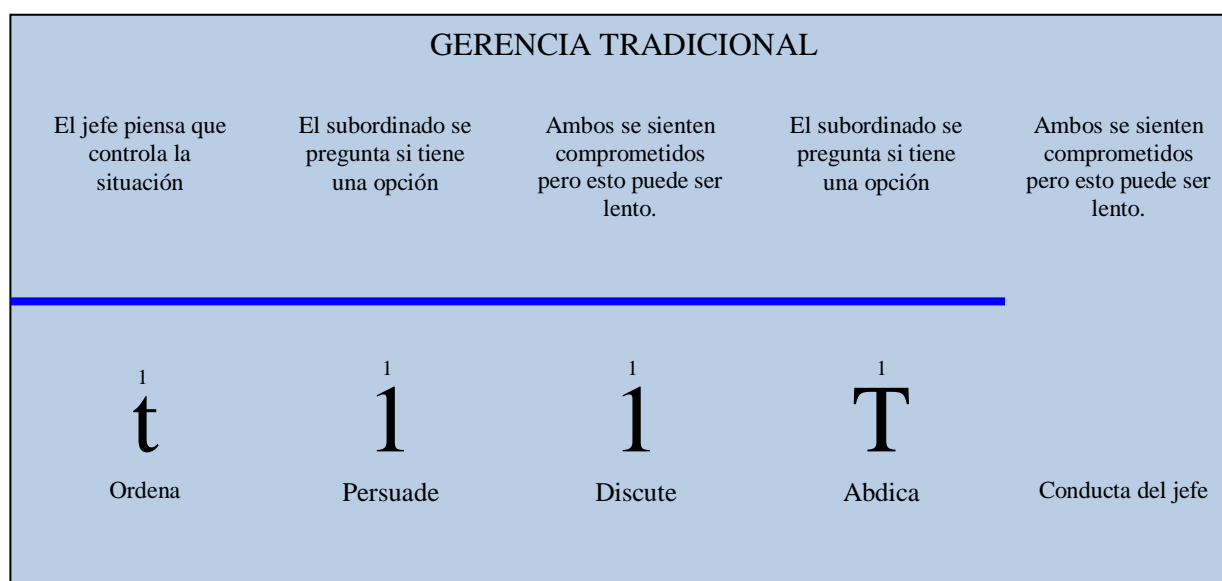 GERENCIA TRADICIONAL
El jefe piensa que
controla la
situación
El subordinado se
pregunta si tiene
una opción
Ambos se sienten
comprometidos
pero esto puede ser
lento.
El subordinado se
pregunta si tiene
una opción
Ambos se sienten
comprometidos
pero esto puede ser
lento.
1
t
Ordena
1
1
Persuade
1
1
Discute
1
T
Abdica
Conducta del jefe